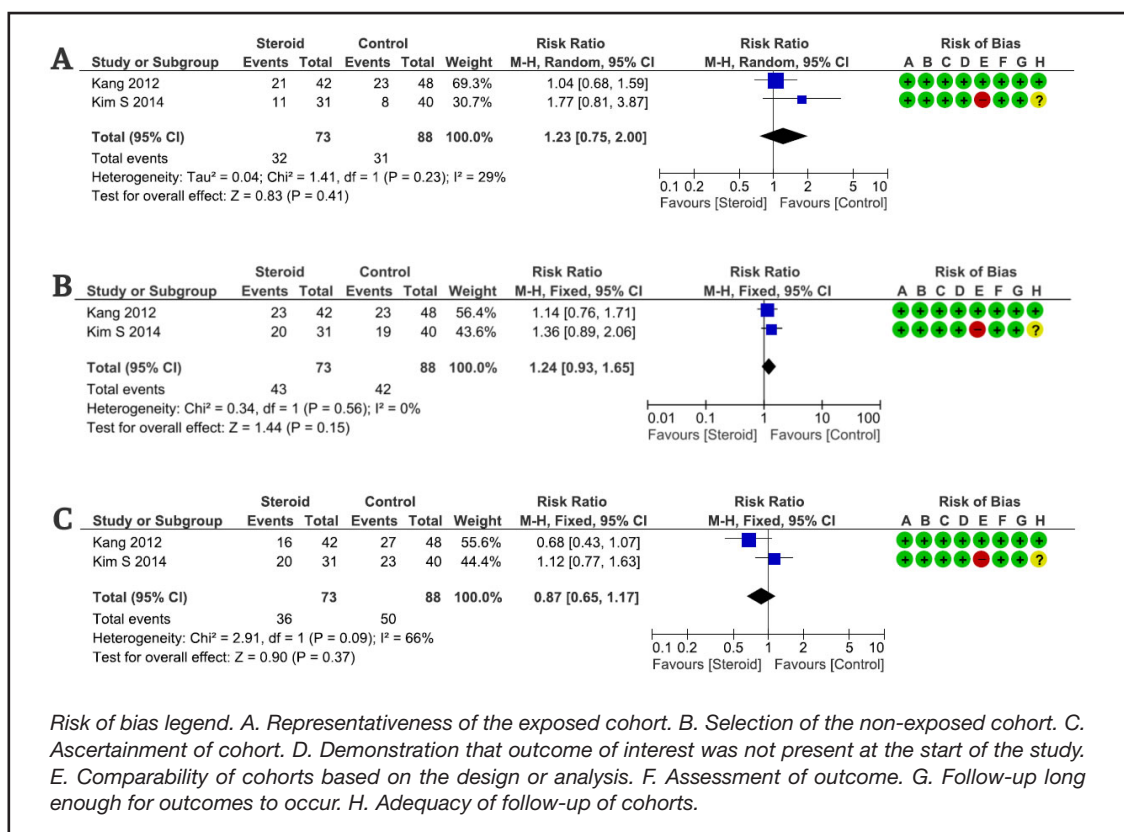 A
Steroid Control Risk Ratio Risk Ratio Risk of Bias
Study or Subgroup Events Total Events Total Weight M-H, Random, 95% CI M-H, Random, 95% CI A B C D E F G H
Kang 2012 21 42 23 48 69.3% 1.04 [0.68, 1.59] + + + + + + + +
Kim S 2014 11 31 8 40 30.7% 1.77 [0.81, 3.87] + + + + − + + ?
Total (95% CI) 73 88 100.0% 1.23 [0.75, 2.00]
Total events 32 31
Heterogeneity: Tau² = 0.04; Chi² = 1.41, df = 1 (P = 0.23); I² = 29%
Test for overall effect: Z = 0.83 (P = 0.41)
0.1 0.2 0.5 1 2 5 10
Favours [Steroid] Favours [Control]
B
Steroid Control Risk Ratio Risk Ratio Risk of Bias
Study or Subgroup Events Total Events Total Weight M-H, Fixed, 95% CI M-H, Fixed, 95% CI A B C D E F G H
Kang 2012 23 42 23 48 56.4% 1.14 [0.76, 1.71] + + + + + + + +
Kim S 2014 20 31 19 40 43.6% 1.36 [0.89, 2.06] + + + + − + + ?
Total (95% CI) 73 88 100.0% 1.24 [0.93, 1.65]
Total events 43 42
Heterogeneity: Chi² = 0.34, df = 1 (P = 0.56); I² = 0%
Test for overall effect: Z = 1.44 (P = 0.15)
0.01 0.1 1 10 100
Favours [Steroid] Favours [Control]
C
Steroid Control Risk Ratio Risk Ratio Risk of Bias
Study or Subgroup Events Total Events Total Weight M-H, Fixed, 95% CI M-H, Fixed, 95% CI A B C D E F G H
Kang 2012 16 42 27 48 55.6% 0.68 [0.43, 1.07] + + + + + + + +
Kim S 2014 20 31 23 40 44.4% 1.12 [0.77, 1.63] + + + + − + + ?
Total (95% CI) 73 88 100.0% 0.87 [0.65, 1.17]
Total events 36 50
Heterogeneity: Chi² = 2.91, df = 1 (P = 0.09); I² = 66%
Test for overall effect: Z = 0.90 (P = 0.37)
0.1 0.2 0.5 1 2 5 10
Favours [Steroid] Favours [Control]
Risk of bias legend. A. Representativeness of the exposed cohort. B. Selection of the non-exposed cohort. C.
Ascertainment of cohort. D. Demonstration that outcome of interest was not present at the start of the study.
E. Comparability of cohorts based on the design or analysis. F. Assessment of outcome. G. Follow-up long
enough for outcomes to occur. H. Adequacy of follow-up of cohorts.